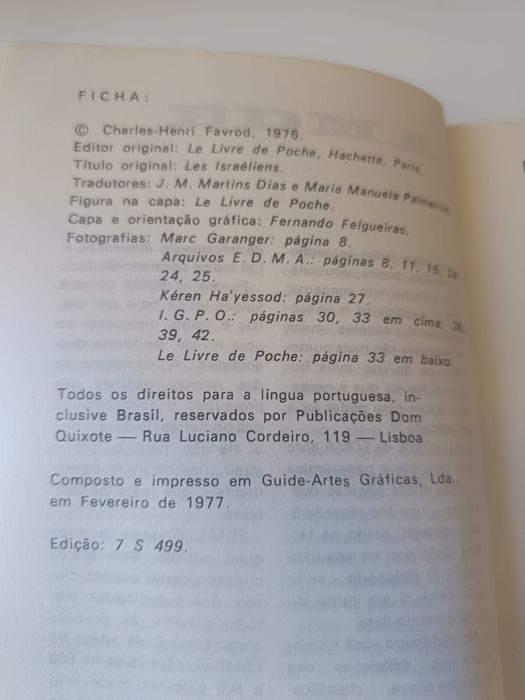 FICHA:
© Charles-Henri Favrod, 1976.
Editor original: Le Livre de Poche, Hachette, Paris.
Título original: Les Israéliens.
Tradutores: J. M. Martins Dias e Maria Manuela Palmeirim
Figura na capa: Le Livre de Poche.
Capa e orientação gráfica: Fernando Felgueiras.
Fotografias: Marc Garanger: página 8.
Arquivos E. D. M. A.: páginas 8, 11, 15, 24
24, 25.
Kéren Ha'yessod: página 27.
I. G. P. O.: páginas 30, 33 em cima, 36
39, 42.
Le Livre de Poche: página 33 em baixo.
Todos os direitos para a língua portuguesa, in-
clusive Brasil, reservados por Publicações Dom
Quixote — Rua Luciano Cordeiro, 119 — Lisboa
Composto e impresso em Guide-Artes Gráficas, Lda.,
em Fevereiro de 1977.
Edição: 7 S 499.